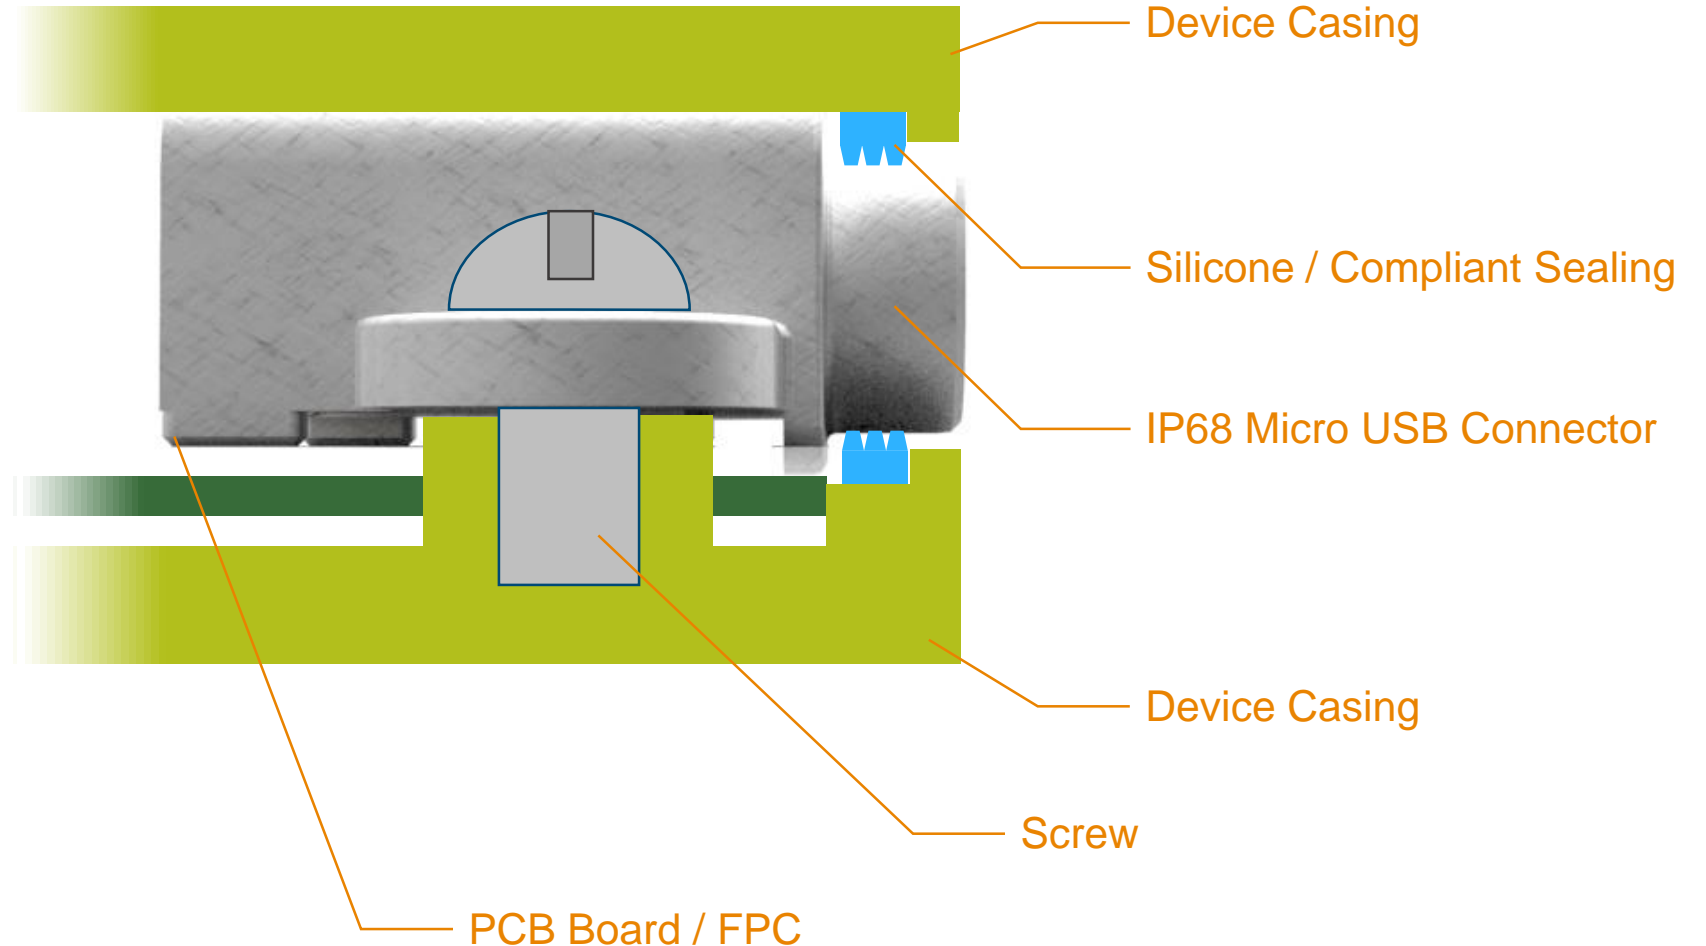 Device Casing
Silicone / Compliant Sealing
IP68 Micro USB Connector
Device Casing
Screw
PCB Board / FPC